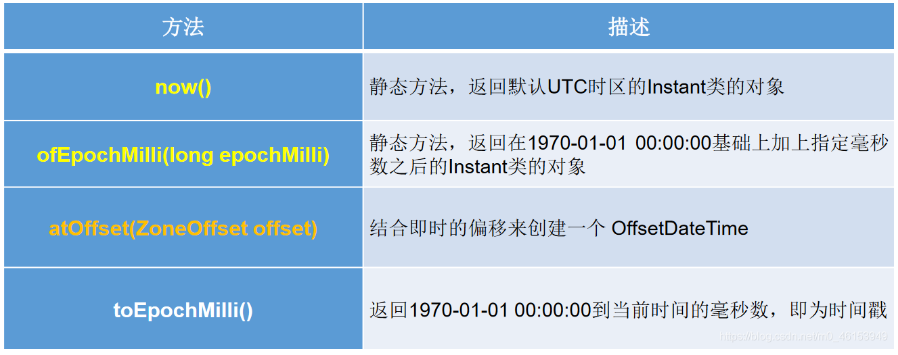 方法
描述
now()
静态方法，返回默认UTC时区的Instant类的对象
ofEpochMilli(long epochMilli)
静态方法，返回在1970-01-01 00:00:00基础上加上指定毫秒
数之后的Instant类的对象
atOffset(ZoneOffset offset)
结合即时的偏移来创建一个 OffsetDateTime
toEpochMilli()
返回1970-01-01 00:00:00到当前时间的毫秒数，即为时间戳